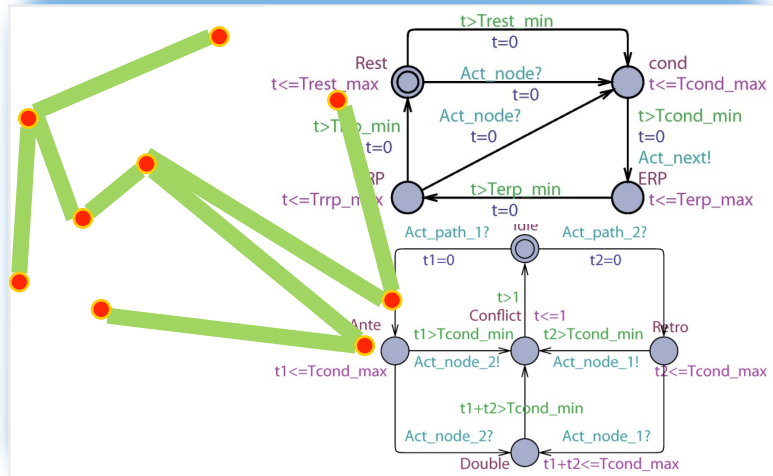 t>Trest_min
t=0
Rest
cond
t<=Trest_max
Act_node?
t<=Tcond_max
t=0
Act_node?
t>Tcond_min
t=0
t=0
t=0
Act_next!
ERP
t<=Trrp_max
t>Terp_min
t<=Terp_max
t=0
Act_path_1?
Idle
Act_path_2?
t1=0
t2=0
t>1
Conflict
t<=1
Ante
Retro
t1>Tcond_min
t2>Tcond_min
Act_node_2!
Act_node_1!
t1<=Tcond_max
t2<=Tcond_max
t1+t2>Tcond_min
Act_node_2?
Act_node_1?
Double
t1+t2<=Tcond_max